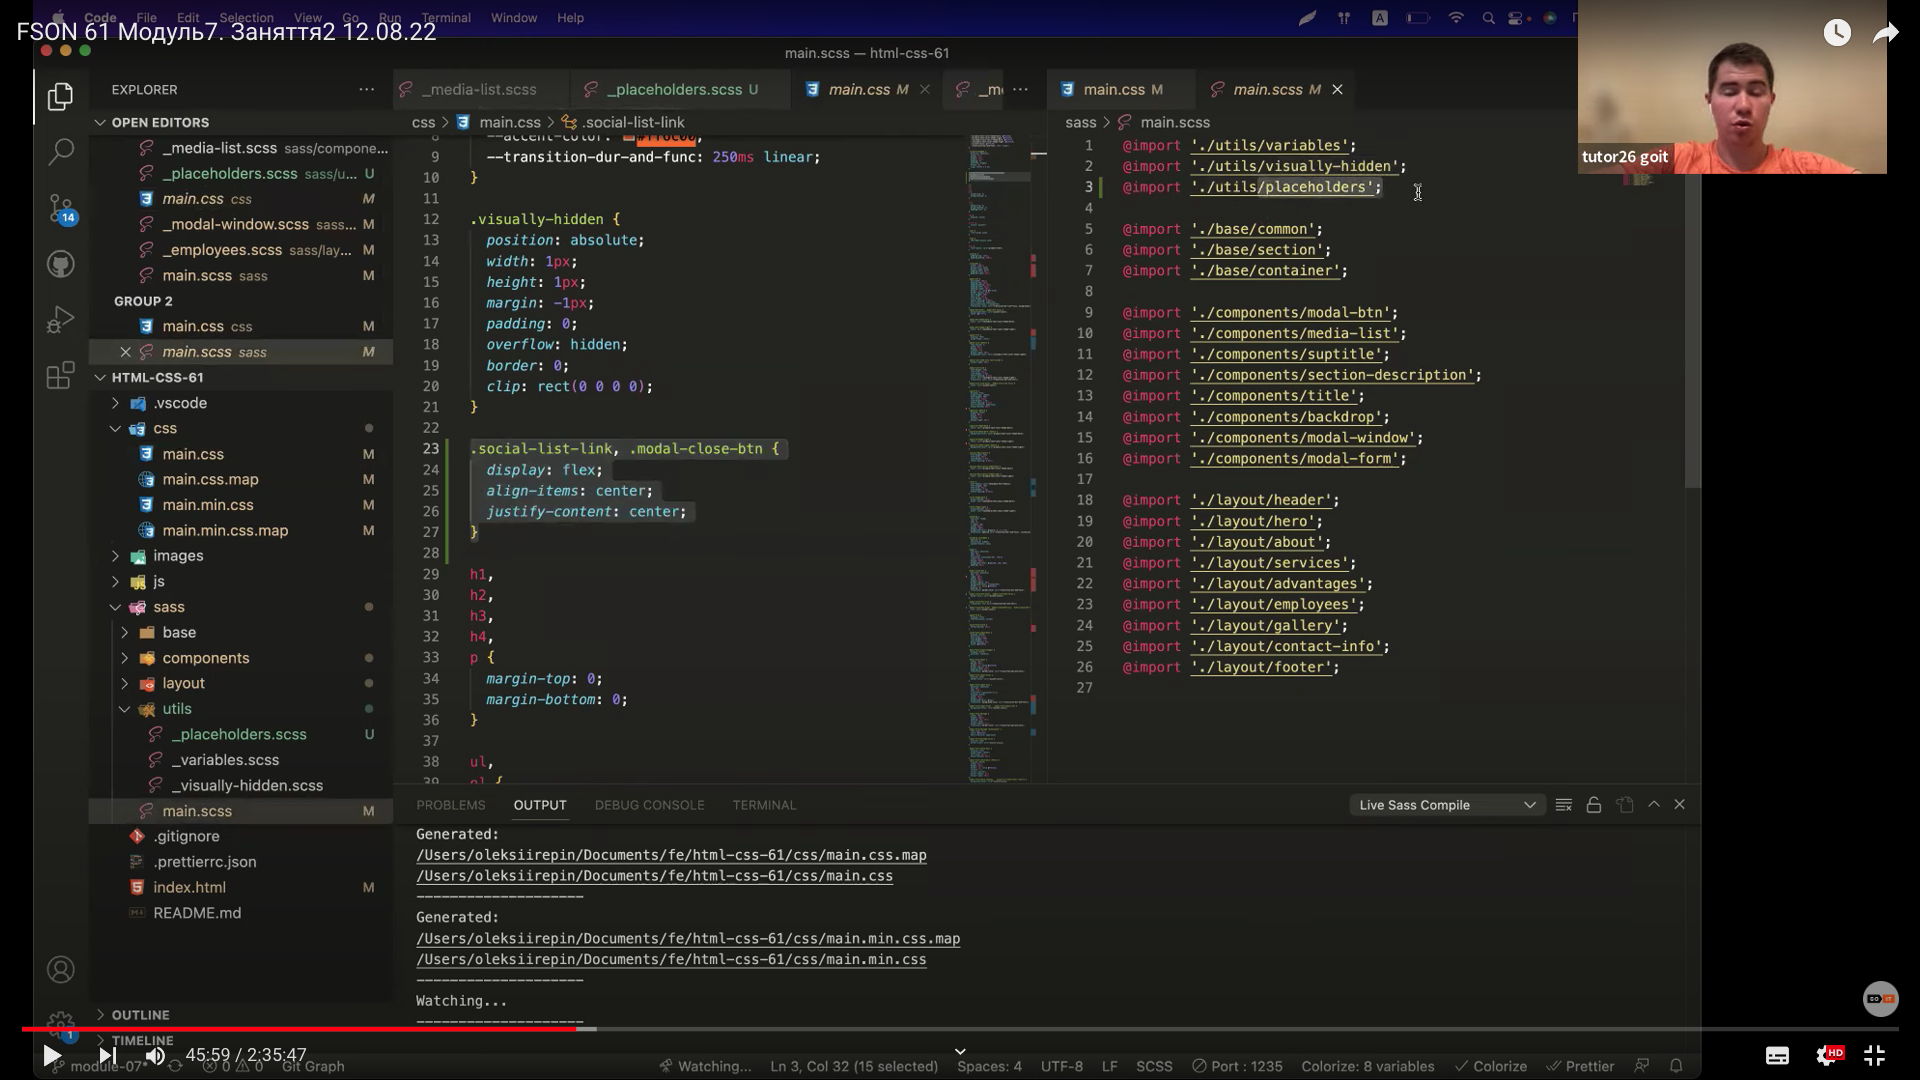 Code File Edit Selection View Go Run Terminal Window Help
FSON 61 Модуль7. Заняття2 12.08.22
main.scss — html-css-61
tutor26 goit
EXPLORER
OPEN EDITORS
_media-list.scss sass/compone...
_placeholders.scss sass/u... U
main.css css M
_modal-window.scss sass... M
_employees.scss sass/lay... M
main.scss sass M
GROUP 2
main.css css M
main.scss sass M
HTML-CSS-61
.vscode
css
main.css
main.css.map
main.min.css
main.min.css.map
images
js
sass
base
components
layout
utils
_placeholders.scss U
_variables.scss
_visually-hidden.scss
main.scss M
.gitignore
.prettierrc.json
index.html M
README.md
OUTLINE
TIMELINE
14
1
_media-list.scss
_placeholders.scss U
main.css M
_me
css > main.css > .social-list-link
9 --transition-dur-and-func: 250ms linear;
10 }
11
12 .visually-hidden {
13 position: absolute;
14 width: 1px;
15 height: 1px;
16 margin: -1px;
17 padding: 0;
18 overflow: hidden;
19 border: 0;
20 clip: rect(0 0 0 0);
21 }
22
23 .social-list-link, .modal-close-btn {
24 display: flex;
25 align-items: center;
26 justify-content: center;
27 }
28
29 h1,
30 h2,
31 h3,
32 h4,
33 p {
34 margin-top: 0;
35 margin-bottom: 0;
36 }
37
38 ul,
39 ol {
main.css M
main.scss M
sass > main.scss
1 @import './utils/variables';
2 @import './utils/visually-hidden';
3 @import './utils/placeholders';
4
5 @import './base/common';
6 @import './base/section';
7 @import './base/container';
8
9 @import './components/modal-btn';
10 @import './components/media-list';
11 @import './components/suptitle';
12 @import './components/section-description';
13 @import './components/title';
14 @import './components/backdrop';
15 @import './components/modal-window';
16 @import './components/modal-form';
17
18 @import './layout/header';
19 @import './layout/hero';
20 @import './layout/about';
21 @import './layout/services';
22 @import './layout/advantages';
23 @import './layout/employees';
24 @import './layout/gallery';
25 @import './layout/contact-info';
26 @import './layout/footer';
27
PROBLEMS OUTPUT DEBUG CONSOLE TERMINAL
Live Sass Compile
Generated:
/Users/oleksiirepin/Documents/fe/html-css-61/css/main.css.map
/Users/oleksiirepin/Documents/fe/html-css-61/css/main.css
--------------------
Generated:
/Users/oleksiirepin/Documents/fe/html-css-61/css/main.min.css.map
/Users/oleksiirepin/Documents/fe/html-css-61/css/main.min.css
--------------------
Watching...
--------------------
45:59 / 2:35:47
HD
module-07* 0 0 Git Graph
Watching... Ln 3, Col 32 (15 selected) Spaces: 4 UTF-8 LF SCSS Port : 1235 Colorize: 8 variables Colorize Prettier